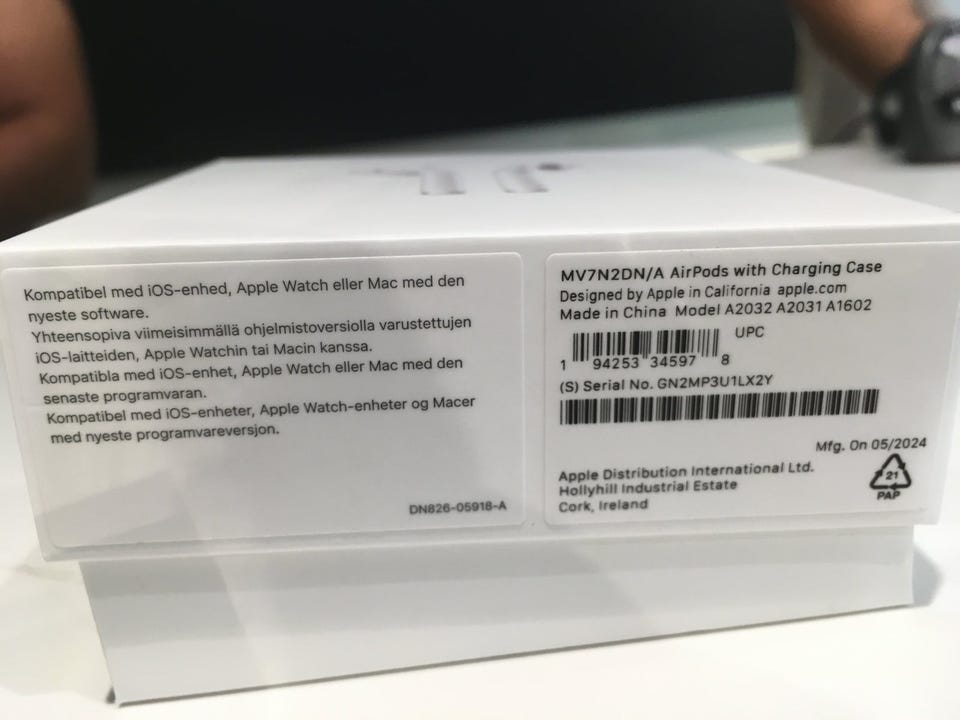 Kompatibel med iOS-enhed, Apple Watch eller Mac med den
nyeste software.
Yhteensopiva viimeisimmällä ohjelmistoversiolla varustettujen
iOS-laitteiden, Apple Watchin tai Macin kanssa.
Kompatibla med iOS-enhet, Apple Watch eller Mac med den
senaste programvaran.
Kompatibel med iOS-enheter, Apple Watch-enheter og Macer
med nyeste programvareversjon.
DN826-05918-A
MV7N2DN/A AirPods with Charging Case
Designed by Apple in California apple.com
Made in China Model A2032 A2031 A1602
UPC
1 94253 34597 8
(S) Serial No. GN2MP3U1LX2Y
Mfg. On 05/2024
Apple Distribution International Ltd.
Hollyhill Industrial Estate
Cork, Ireland
21
PAP